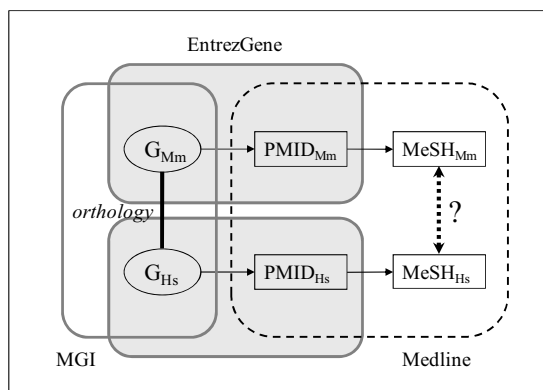 EntrezGene
G_Mm PMID_Mm MeSH_Mm
orthology ?
G_Hs PMID_Hs MeSH_Hs
MGI Medline